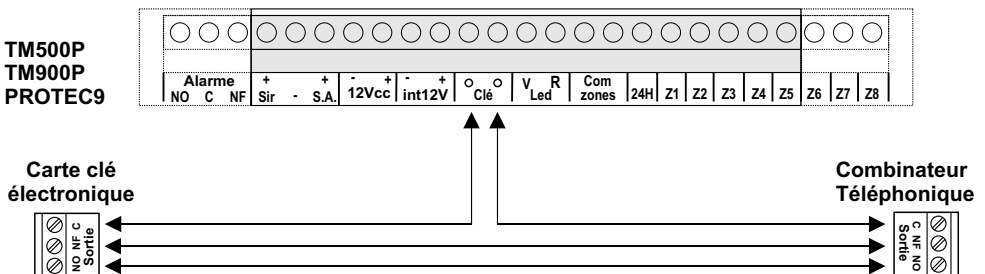 TM500P
TM900P
PROTEC9
Alarme
NO C NF
+ +
Sir - S.A.
- +
12Vcc
- +
int12V
Clé
V R
Led
Com
zones
24H Z1 Z2 Z3 Z4 Z5 Z6 Z7 Z8
Carte clé
électronique
Combinateur
Téléphonique
NO NF C
Sortie
C NF NO
Sortie